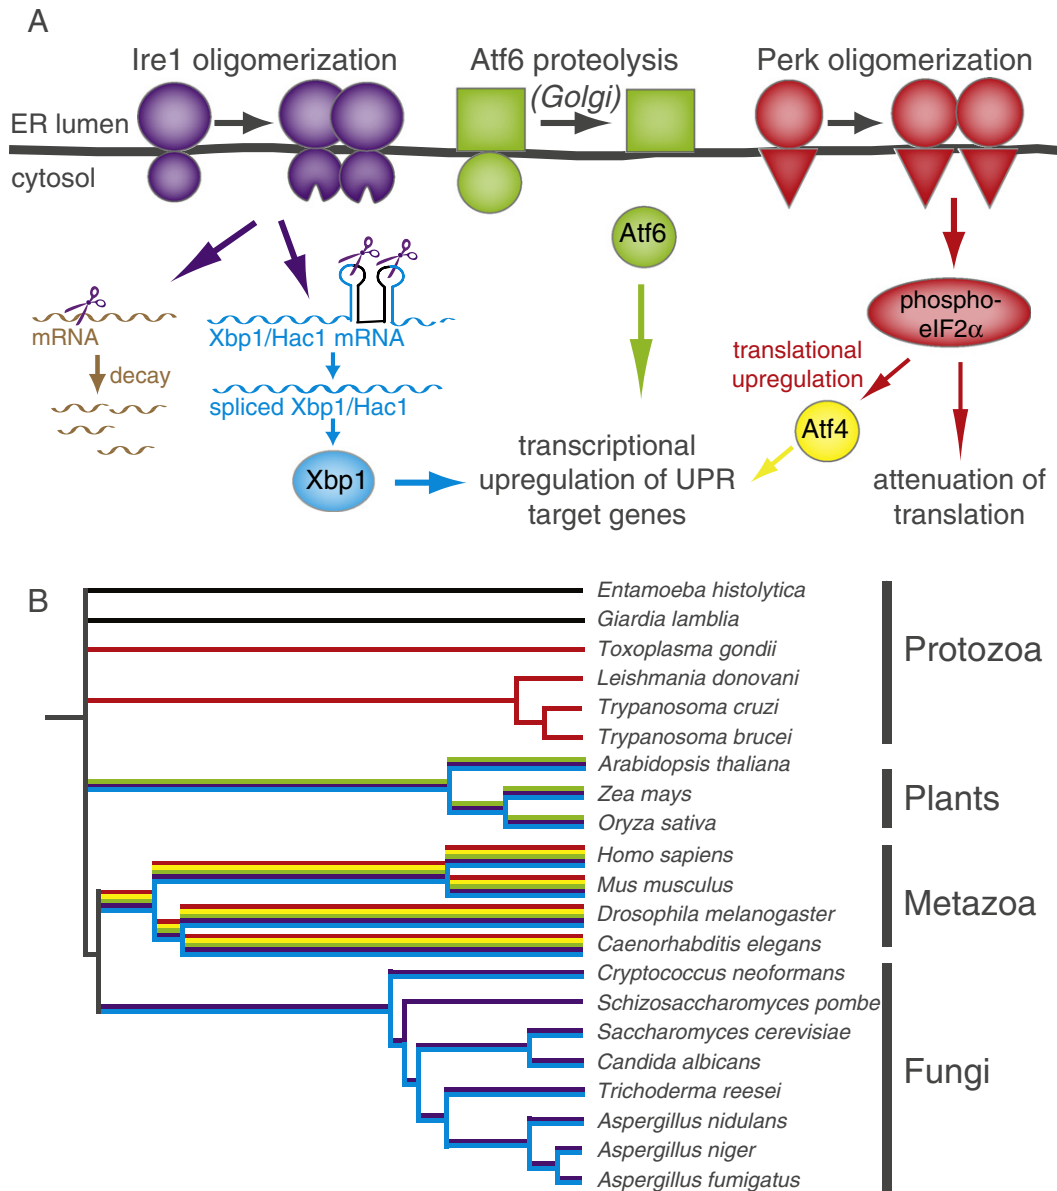 A
Ire1 oligomerization
Atf6 proteolysis
(Golgi)
Perk oligomerization
ER lumen
cytosol
Atf6
mRNA
decay
Xbp1/Hac1 mRNA
spliced Xbp1/Hac1
Xbp1
transcriptional
upregulation of UPR
target genes
phospho-
eIF2α
translational
upregulation
Atf4
attenuation of
translation
B
Entamoeba histolytica
Giardia lamblia
Toxoplasma gondii
Leishmania donovani
Trypanosoma cruzi
Trypanosoma brucei
Protozoa
Arabidopsis thaliana
Zea mays
Oryza sativa
Plants
Homo sapiens
Mus musculus
Drosophila melanogaster
Caenorhabditis elegans
Metazoa
Cryptococcus neoformans
Schizosaccharomyces pombe
Saccharomyces cerevisiae
Candida albicans
Trichoderma reesei
Aspergillus nidulans
Aspergillus niger
Aspergillus fumigatus
Fungi